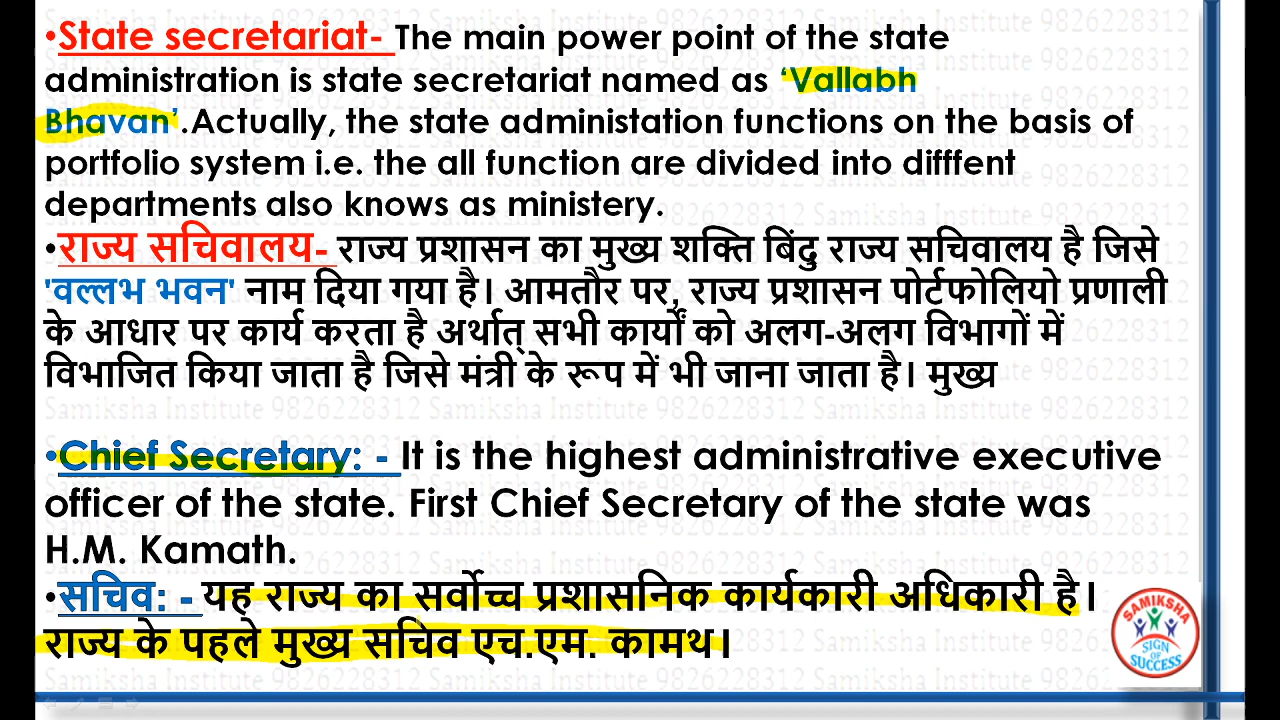 •State secretariat- The main power point of the state
administration is state secretariat named as ‘Vallabh
Bhavan’.Actually, the state administation functions on the basis of
portfolio system i.e. the all function are divided into difffent
departments also knows as ministery.
•राज्य सचिवालय- राज्य प्रशासन का मुख्य शक्ति बिंदु राज्य सचिवालय है जिसे
'वल्लभ भवन' नाम दिया गया है। आमतौर पर, राज्य प्रशासन पोर्टफोलियो प्रणाली
के आधार पर कार्य करता है अर्थात् सभी कार्यों को अलग-अलग विभागों में
विभाजित किया जाता है जिसे मंत्री के रूप में भी जाना जाता है। मुख्य
•Chief Secretary: - It is the highest administrative executive
officer of the state. First Chief Secretary of the state was
H.M. Kamath.
•सचिव: - यह राज्य का सर्वोच्च प्रशासनिक कार्यकारी अधिकारी है।
राज्य के पहले मुख्य सचिव एच.एम. कामथ।
SAMIKSHA
SIGN
OF
SUCCESS
Samiksha Institute 9826228312